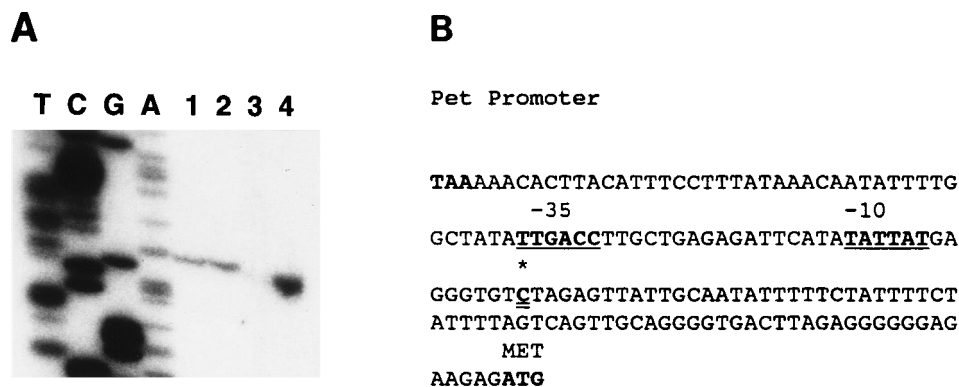 A B
T C G A 1 2 3 4
Pet Promoter
TAAAAACACTTACATTTCCTTTATAAACAATATTTTG
-35 -10
GCTATATTGACCTTGCTGAGAGATTCATATATTATGA
*
GGGTGTCTAGAGTTATTGCAATATTTTTCTATTTTCT
ATTTTAGTCAGTTGCAGGGGTGACTTAGAGGGGGGAG
MET
AAGAGATG